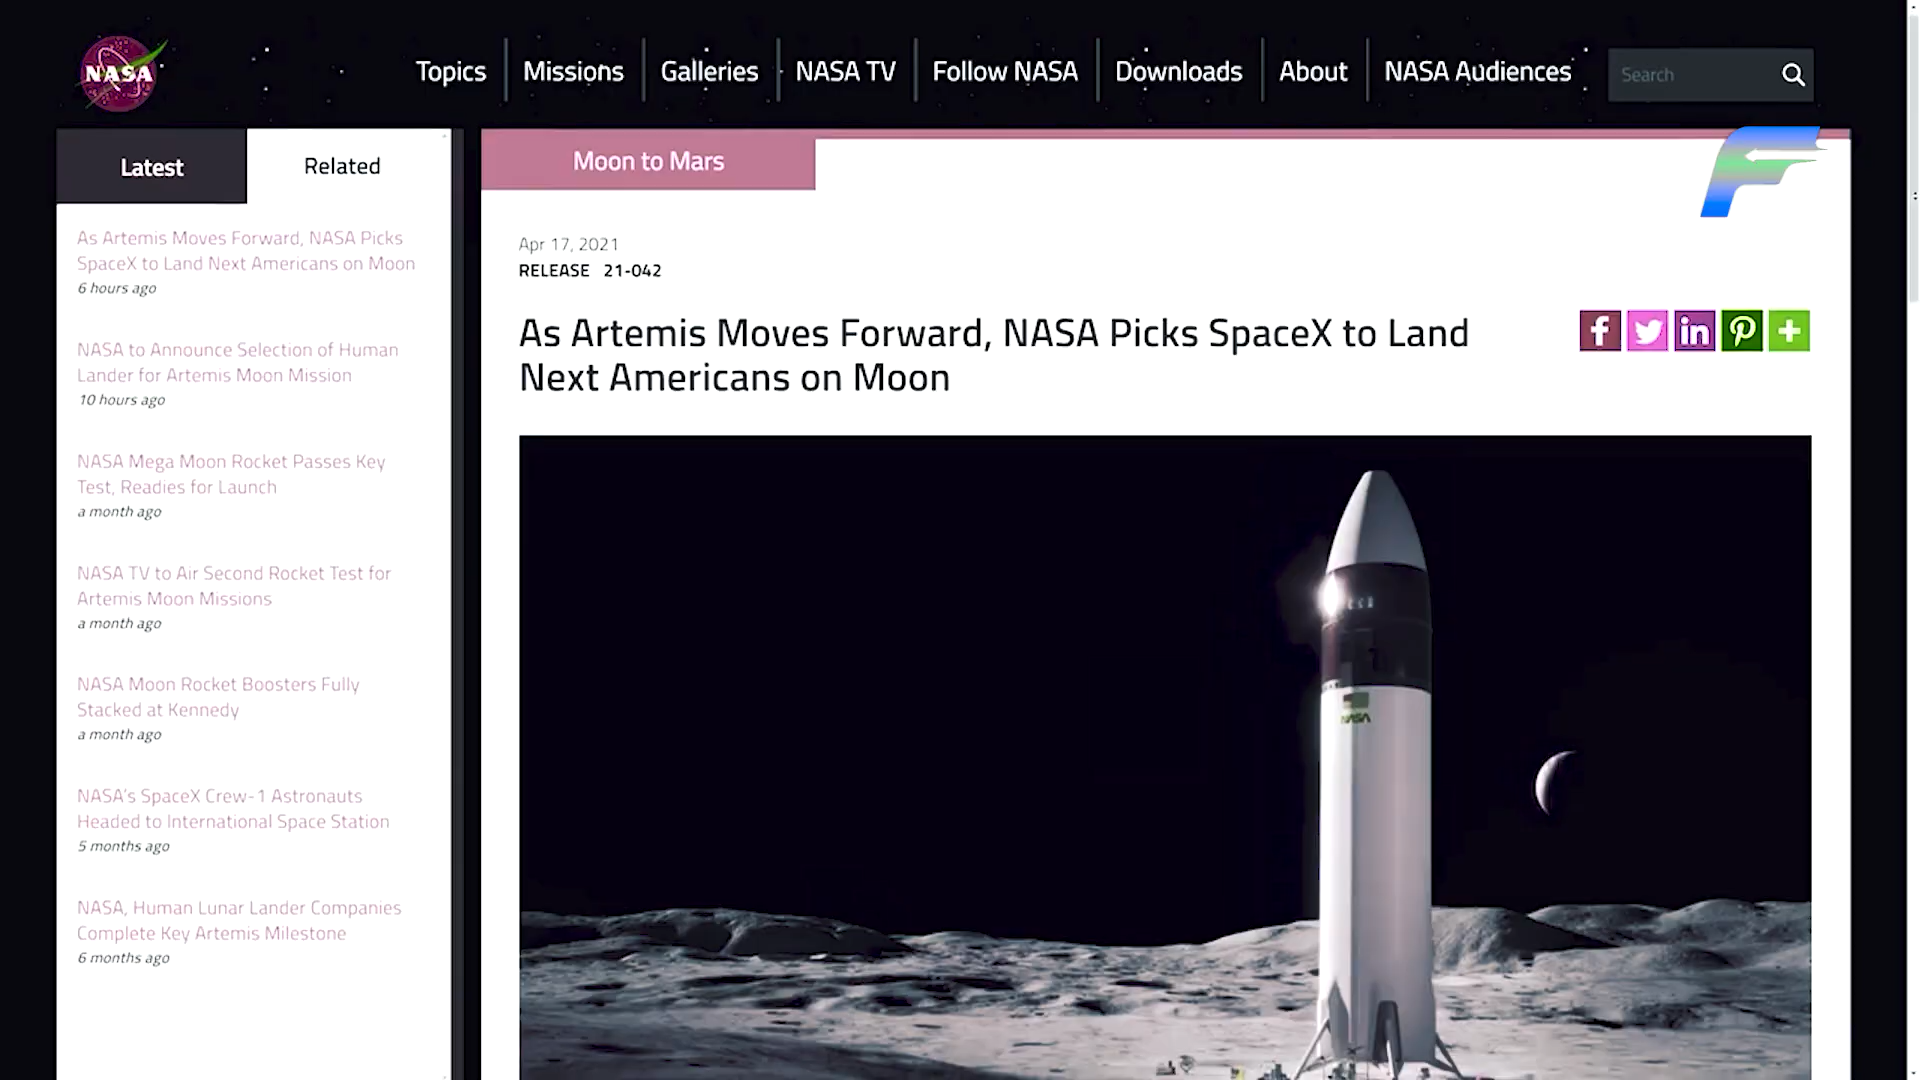 NASA
Topics
Missions
Galleries
NASA TV
Follow NASA
Downloads
About
NASA Audiences
Search
Latest
Related
As Artemis Moves Forward, NASA Picks
SpaceX to Land Next Americans on Moon
6 hours ago
NASA to Announce Selection of Human
Lander for Artemis Moon Mission
10 hours ago
NASA Mega Moon Rocket Passes Key
Test, Readies for Launch
a month ago
NASA TV to Air Second Rocket Test for
Artemis Moon Missions
a month ago
NASA Moon Rocket Boosters Fully
Stacked at Kennedy
a month ago
NASA's SpaceX Crew-1 Astronauts
Headed to International Space Station
5 months ago
NASA, Human Lunar Lander Companies
Complete Key Artemis Milestone
6 months ago
Moon to Mars
Apr 17, 2021
RELEASE 21-042
As Artemis Moves Forward, NASA Picks SpaceX to Land
Next Americans on Moon
NASA